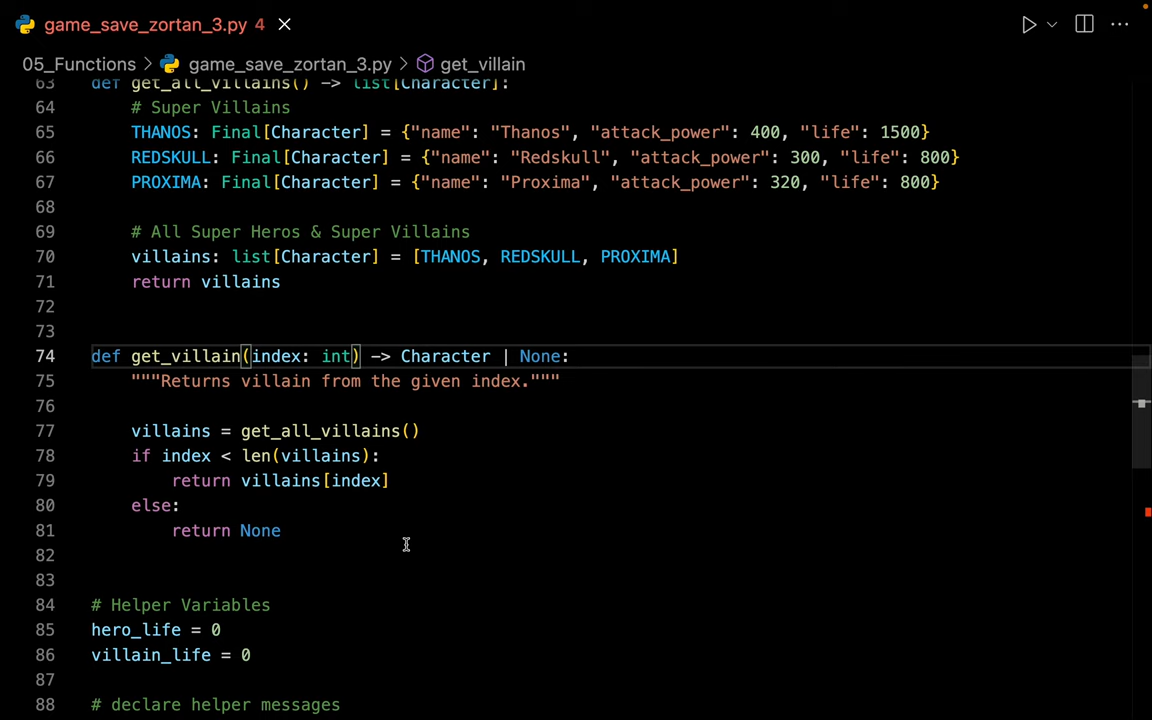 game_save_zortan_3.py 4
05_Functions > game_save_zortan_3.py > get_villain
63 def get_all_villains() -> list[Character]:
64 # Super Villains
65 THANOS: Final[Character] = {"name": "Thanos", "attack_power": 400, "life": 1500}
66 REDSKULL: Final[Character] = {"name": "Redskull", "attack_power": 300, "life": 800}
67 PROXIMA: Final[Character] = {"name": "Proxima", "attack_power": 320, "life": 800}
68
69 # All Super Heros & Super Villains
70 villains: list[Character] = [THANOS, REDSKULL, PROXIMA]
71 return villains
72
73
74 def get_villain(index: int) -> Character | None:
75 """Returns villain from the given index."""
76
77 villains = get_all_villains()
78 if index < len(villains):
79 return villains[index]
80 else:
81 return None
82
83
84 # Helper Variables
85 hero_life = 0
86 villain_life = 0
87
88 # declare helper messages